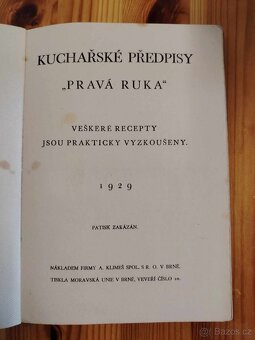 KUCHAŘSKÉ PŘEDPISY
„PRAVÁ RUKA“
VEŠKERÉ RECEPTY
JSOU PRAKTICKY VYZKOUŠENY.
1929
PATISK ZAKÁZÁN.
NÁKLADEM FIRMY A. KLIMEŠ SPOL. S R. O. V BRNĚ.
TISKLA MORAVSKÁ UNIE V BRNĚ, VEVEŘÍ ČÍSLO
bazoš.cz